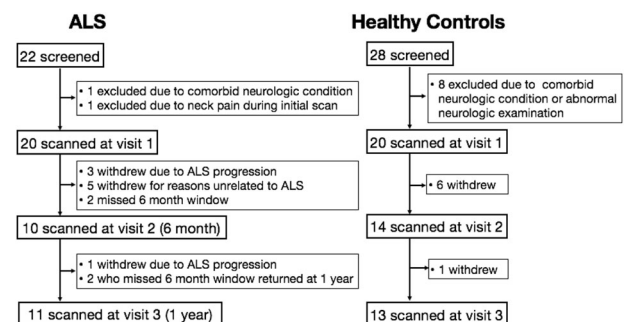 ALS
22 screened
• 1 excluded due to comorbid neurologic condition
• 1 excluded due to neck pain during initial scan
20 scanned at visit 1
• 3 withdrew due to ALS progression
• 5 withdrew for reasons unrelated to ALS
• 2 missed 6 month window
10 scanned at visit 2 (6 month)
• 1 withdrew due to ALS progression
• 2 who missed 6 month window returned at 1 year
11 scanned at visit 3 (1 year)
Healthy Controls
28 screened
• 8 excluded due to comorbid
neurologic condition or abnormal
neurologic examination
20 scanned at visit 1
• 6 withdrew
14 scanned at visit 2
• 1 withdrew
13 scanned at visit 3